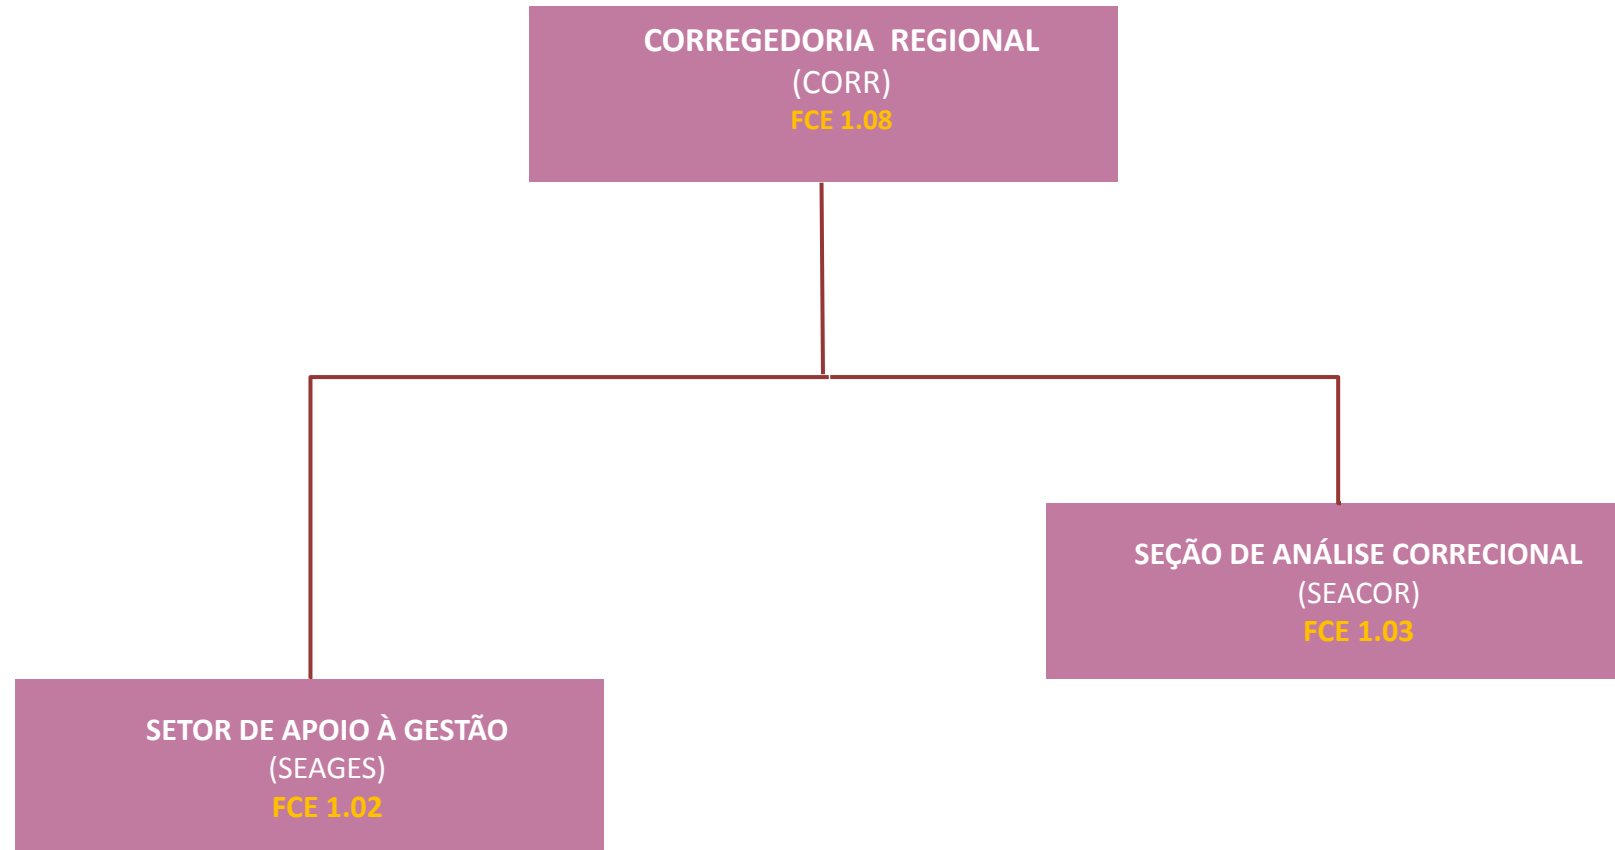 CORREGEDORIA REGIONAL
(CORR)
FCE 1.08
SEÇÃO DE ANÁLISE CORRECIONAL
(SEACOR)
FCE 1.03
SETOR DE APOIO À GESTÃO
(SEAGES)
FCE 1.02